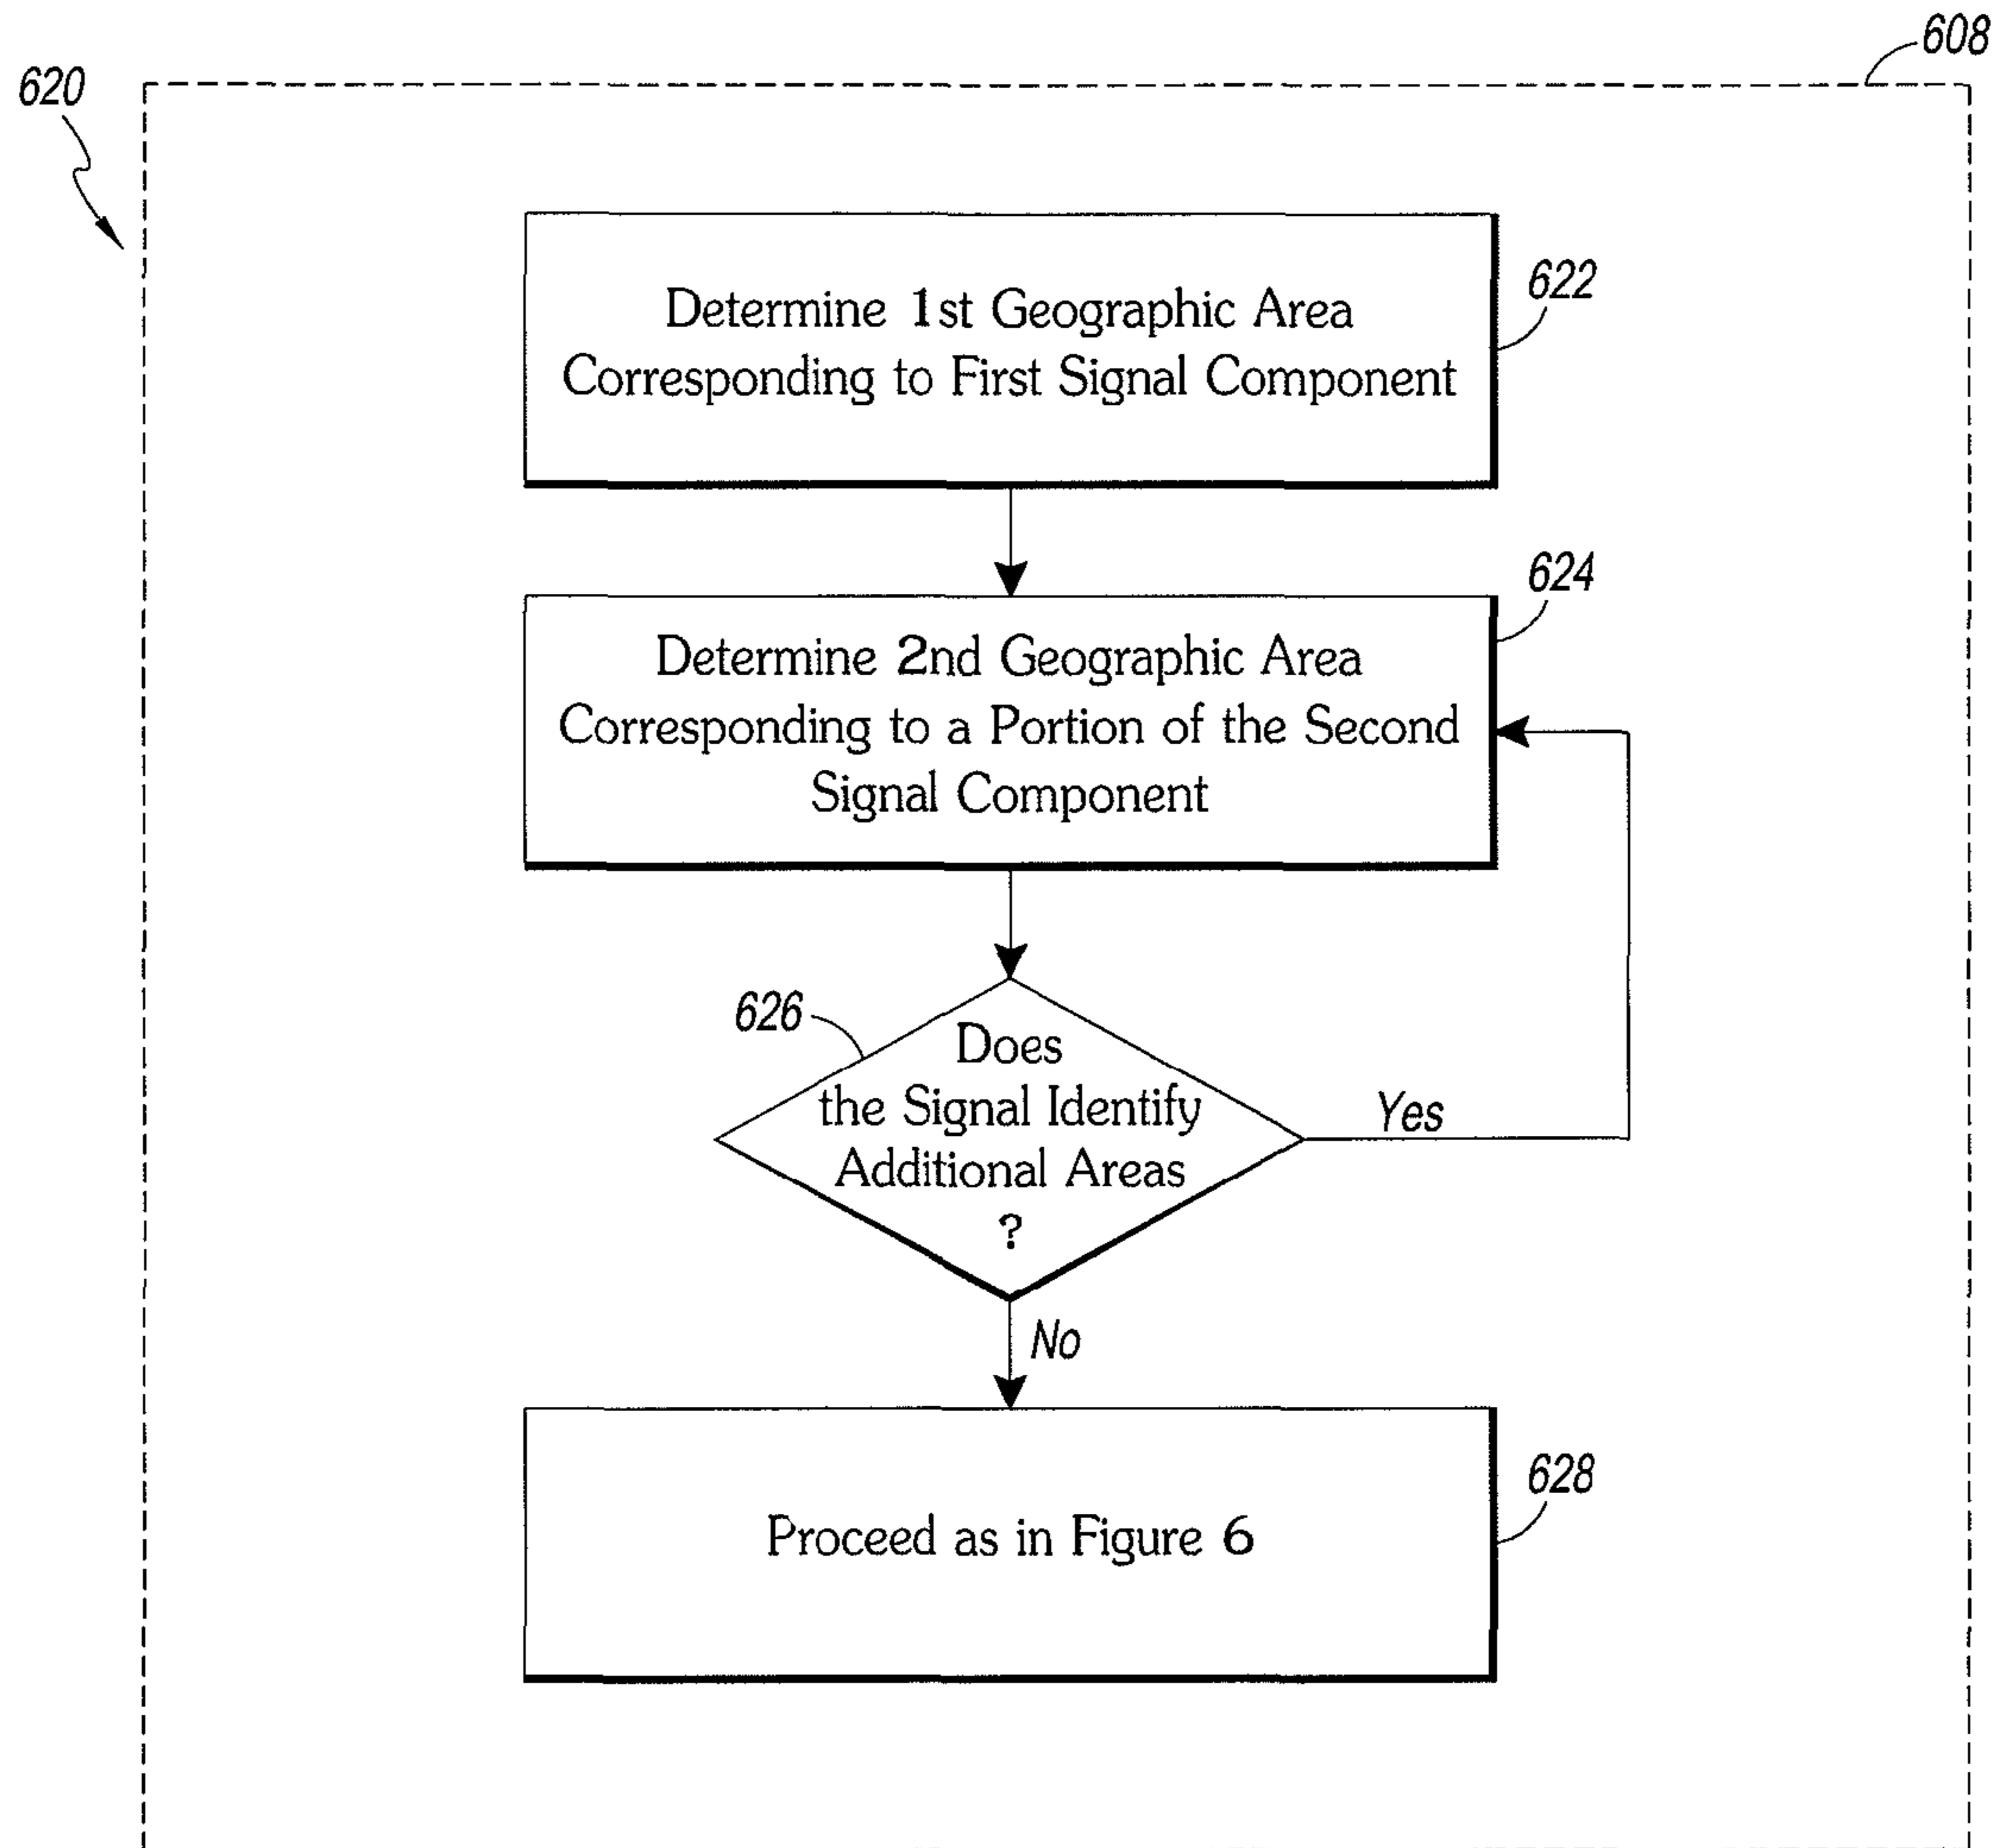 608
620
Determine 1st Geographic Area
Corresponding to First Signal Component
622
624
Determine 2nd Geographic Area
Corresponding to a Portion of the Second
Signal Component
626
Does
the Signal Identify
Additional Areas
?
Yes
No
Proceed as in Figure 6
628